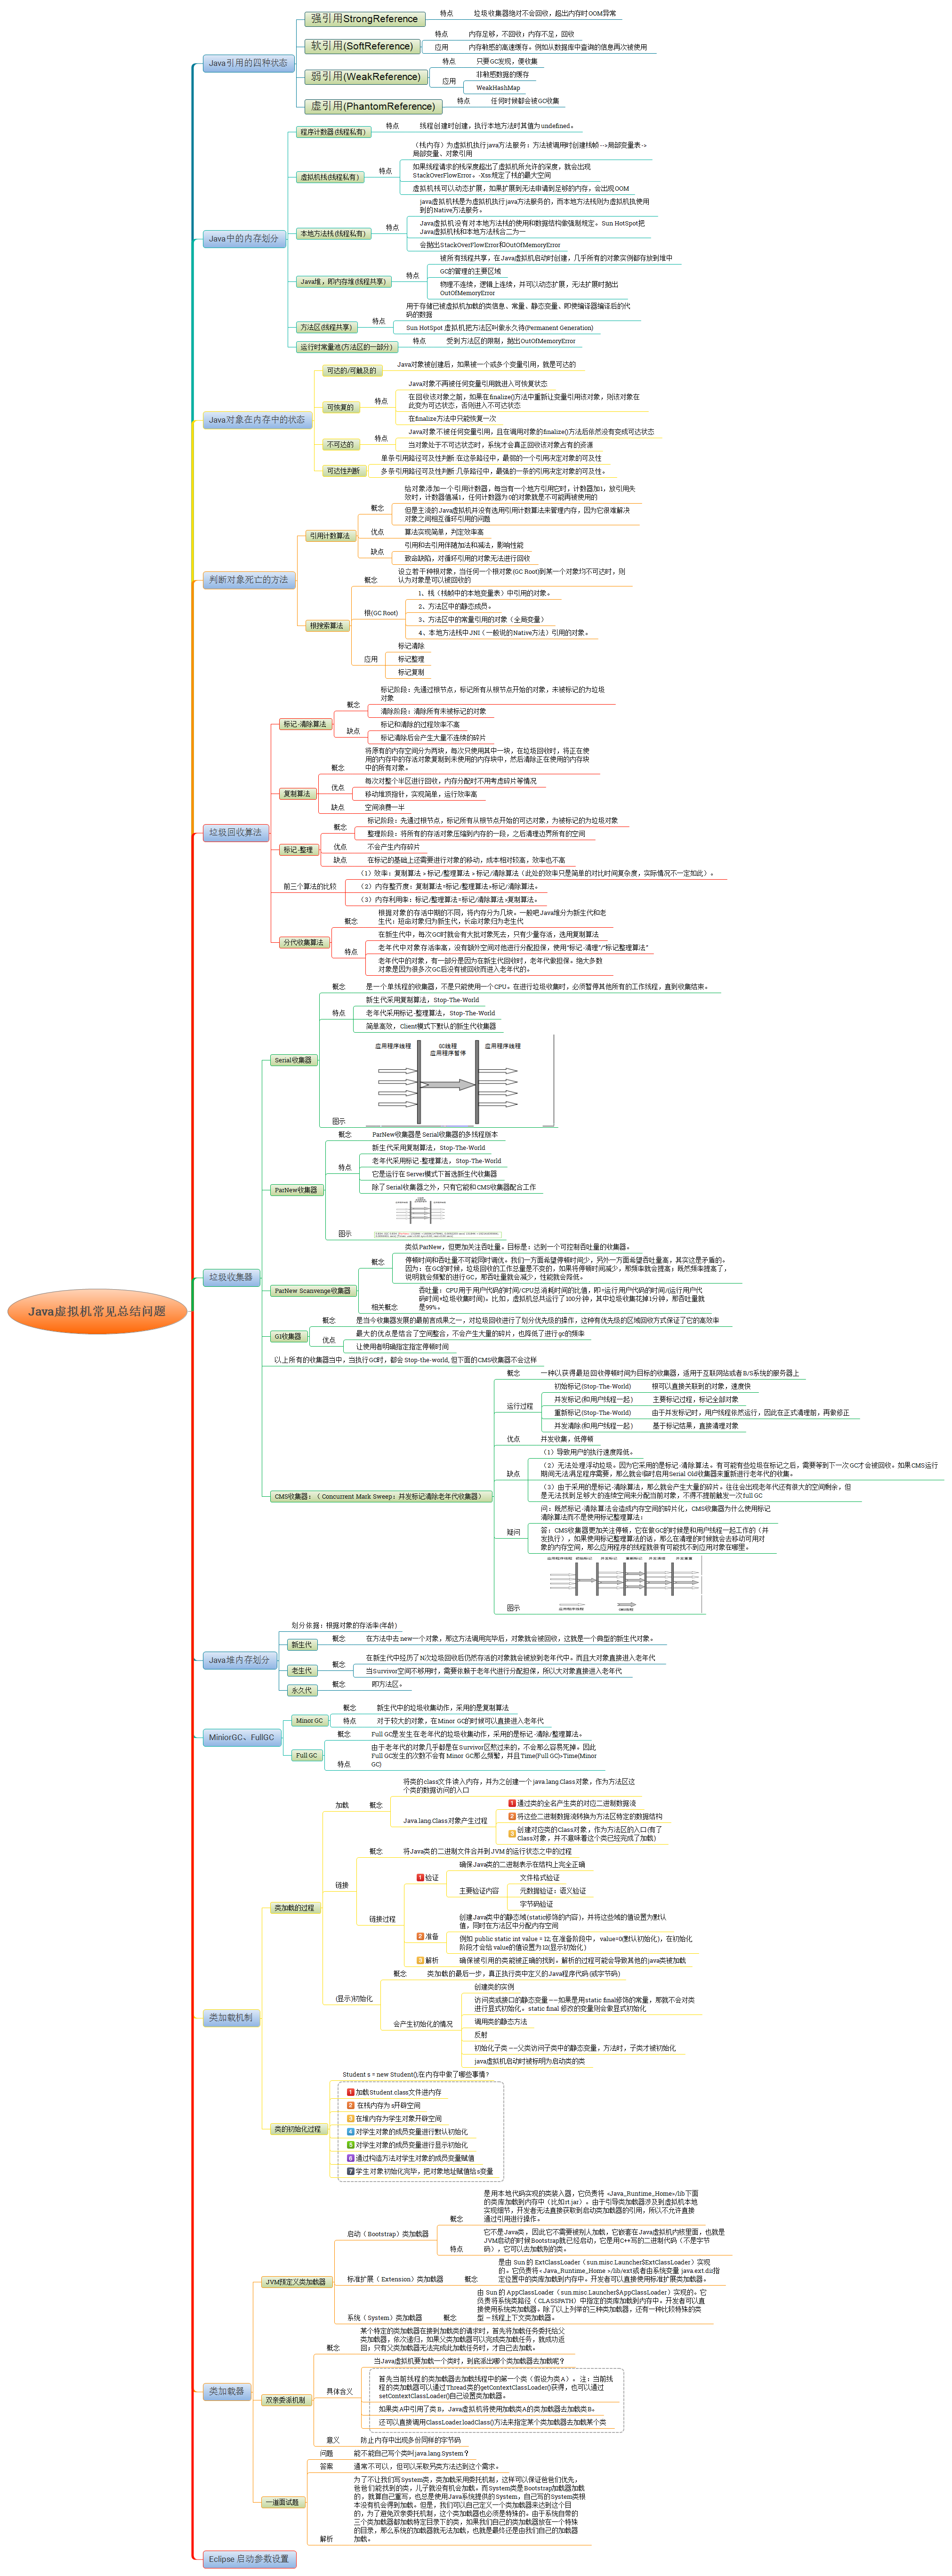 Java虚拟机常见总结问题
Java引用的四种状态
强引用StrongReference
特点
垃圾收集器绝对不会回收，超出内存时OOM异常
软引用(SoftReference)
特点
内存足够，不回收；内存不足，回收
应用
内存敏感的高速缓存。例如从数据库中查询的信息再次被使用
弱引用(WeakReference)
特点
只要GC发现，便收集
应用
非敏感数据的缓存
WeakHashMap
虚引用(PhantomReference)
特点
任何时候都会被GC收集
Java中的内存划分
程序计数器(线程私有)
特点
线程创建时创建，执行本地方法时其值为undefined。
虚拟机栈(线程私有)
特点
（栈内存）为虚拟机执行java方法服务：方法被调用时创建栈帧-->局部变量表->
局部变量、对象引用
如果线程请求的栈深度超出了虚拟机所允许的深度，就会出现
StackOverFlowError。-Xss规定了栈的最大空间
虚拟机栈可以动态扩展，如果扩展到无法申请到足够的内存，会出现OOM
本地方法栈(线程私有)
特点
java虚拟机栈是为虚拟机执行java方法服务的，而本地方法栈则为虚拟机执使用
到的Native方法服务。
Java虚拟机没有对本地方法栈的使用和数据结构做强制规定。Sun HotSpot把
Java虚拟机栈和本地方法栈合二为一
会抛出StackOverFlowError和OutOfMemoryError
Java堆，即内存堆(线程共享)
特点
被所有线程共享，在Java虚拟机启动时创建，几乎所有的对象实例都存放到堆中
GC的管理的主要区域
物理不连续，逻辑上连续，并可以动态扩展，无法扩展时抛出
OutOfMemoryError
方法区(线程共享)
特点
用于存储已被虚拟机加载的类信息、常量、静态变量、即使编译器编译后的代
码的数据
Sun HotSpot 虚拟机把方法区叫做永久待(Permanent Generation)
运行时常量池(方法区的一部分)
特点
受到方法区的限制，抛出OutOfMemoryError
Java对象在内存中的状态
可达的/可触及的
Java对象被创建后，如果被一个或多个变量引用，就是可达的
可恢复的
特点
Java对象不再被任何变量引用就进入可恢复状态
在回收该对象之前，如果在finalize()方法中重新让变量引用该对象，则该对象在
此变为可达状态，否则进入不可达状态
在finalize方法中只能恢复一次
不可达的
特点
Java对象不被任何变量引用，且在调用对象的finalize()方法后依然没有变成可达状态
当对象处于不可达状态时，系统才会真正回收该对象占有的资源
可达性判断
单条引用路径可及性判断:在这条路径中，最弱的一个引用决定对象的可及性
多条引用路径可及性判断:几条路径中，最强的一条的引用决定对象的可及性。
判断对象死亡的方法
引用计数算法
概念
给对象添加一个引用计数器，每当有一个地方引用它时，计数器加1，放引用失
效时，计数器值减1，任何计数器为0的对象就是不可能再被使用的
但是主流的Java虚拟机并没有选用引用计数算法来管理内存，因为它很难解决
对象之间相互循环引用的问题
优点
算法实现简单，判定效率高
缺点
引用和去引用伴随加法和减法，影响性能
致命缺陷，对循环引用的对象无法进行回收
根搜索算法
概念
设立若干种根对象，当任何一个根对象(GC Root)到某一个对象均不可达时，则
认为对象是可以被回收的
根(GC Root)
1、栈（栈帧中的本地变量表）中引用的对象。
2、方法区中的静态成员。
3、方法区中的常量引用的对象（全局变量）
4、本地方法栈中JNI（一般说的Native方法）引用的对象。
应用
标记清除
标记整理
标记复制
垃圾回收算法
标记-清除算法
概念
标记阶段：先通过根节点，标记所有从根节点开始的对象，未被标记的为垃圾
对象
清除阶段：清除所有未被标记的对象
缺点
标记和清除的过程效率不高
标记清除后会产生大量不连续的碎片
复制算法
概念
将原有的内存空间分为两块，每次只使用其中一块，在垃圾回收时，将正在使
用的内存中的存活对象复制到未使用的内存块中，然后清除正在使用的内存块
中的所有对象。
优点
每次对整个半区进行回收，内存分配时不用考虑碎片等情况
移动堆顶指针，实现简单，运行效率高
缺点
空间浪费一半
标记-整理
概念
标记阶段：先通过根节点，标记所有从根节点开始的可达对象，为被标记的为垃圾对象
整理阶段：将所有的存活对象压缩到内存的一段，之后清理边界所有的空间
优点
不会产生内存碎片
缺点
在标记的基础上还需要进行对象的移动，成本相对较高，效率也不高
前三个算法的比较
（1）效率：复制算法 > 标记/整理算法 > 标记/清除算法（此处的效率只是简单的对比时间复杂度，实际情况不一定如此）。
（2）内存整齐度：复制算法=标记/整理算法>标记/清除算法。
（3）内存利用率：标记/整理算法=标记/清除算法>复制算法。
分代收集算法
概念
根据对象的存活中期的不同，将内存分为几块。一般吧Java堆分为新生代和老
生代：短命对象归为新生代，长命对象归为老生代
特点
在新生代中，每次GC时就会有大批对象死去，只有少量存活，选用复制算法
老年代中对象存活率高，没有额外空间对他进行分配担保，使用“标记-清理”/“标记整理算法”
老年代中的对象，有一部分是因为在新生代回收时，老年代做担保。绝大多数
对象是因为很多次GC后没有被回收而进入老年代的。
垃圾收集器
Serial收集器
概念
是一个单线程的收集器，不是只能使用一个CPU。在进行垃圾收集时，必须暂停其他所有的工作线程，直到收集结束。
特点
新生代采用复制算法，Stop-The-World
老年代采用标记-整理算法，Stop-The-World
简单高效，Client模式下默认的新生代收集器
应用程序线程
GC线程
应用程序暂停
应用程序线程
图示
ParNew收集器
概念
ParNew收集器是Serial收集器的多线程版本
特点
新生代采用复制算法，Stop-The-World
老年代采用标记-整理算法，Stop-The-World
它是运行在Server模式下首选新生代收集器
除了Serial收集器之外，只有它能和CMS收集器配合工作
图示
ParNew Scanvenge收集器
概念
类似ParNew，但更加关注吞吐量。目标是：达到一个可控制吞吐量的收集器。
停顿时间和吞吐量不可能同时调优。我们一方面希望停顿时间少，另外一方面希望吞吐量高，其实这是矛盾的。
因为：在GC的时候，垃圾回收的工作总量是不变的，如果将停顿时间减少，那频率就会提高；既然频率提高了，
说明就会频繁的进行GC，那吞吐量就会减少，性能就会降低。
相关概念
吞吐量：CPU用于用户代码的时间/CPU总消耗时间的比值，即=运行用户代码的时间/(运行用户代
码时间+垃圾收集时间)。比如，虚拟机总共运行了100分钟，其中垃圾收集花掉1分钟，那吞吐量就
是99%。
G1收集器
概念
是当今收集器发展的最前言成果之一，对垃圾回收进行了划分优先级的操作，这种有优先级的区域回收方式保证了它的高效率
优点
最大的优点是结合了空间整合，不会产生大量的碎片，也降低了进行gc的频率
让使用者明确指定指定停顿时间
以上所有的收集器当中，当执行GC时，都会Stop-the-world, 但下面的CMS收集器不会这样
CMS收集器：（Concurrent Mark Sweep：并发标记清除老年代收集器）
概念
一种以获得最短回收停顿时间为目标的收集器，适用于互联网站或者B/S系统的服务器上
运行过程
初始标记(Stop-The-World)
根可以直接关联到的对象，速度快
并发标记(和用户线程一起)
主要标记过程，标记全部对象
重新标记(Stop-The-World)
由于并发标记时，用户线程依然运行，因此在正式清理前，再做修正
并发清除(和用户线程一起)
基于标记结果，直接清理对象
优点
并发收集，低停顿
缺点
（1）导致用户的执行速度降低。
（2）无法处理浮动垃圾。因为它采用的是标记-清除算法。有可能有些垃圾在标记之后，需要等到下一次GC才会被回收。如果CMS运行
期间无法满足程序需要，那么就会临时启用Serial Old收集器来重新进行老年代的收集。
（3）由于采用的是标记-清除算法，那么就会产生大量的碎片。往往会出现老年代还有很大的空间剩余，但
是无法找到足够大的连续空间来分配当前对象，不得不提前触发一次full GC
疑问
问：既然标记-清除算法会造成内存空间的碎片化，CMS收集器为什么使用标记
清除算法而不是使用标记整理算法：
答：CMS收集器更加关注停顿，它在做GC的时候是和用户线程一起工作的（并
发执行），如果使用标记整理算法的话，那么在清理的时候就会去移动可用对
象的内存空间，那么应用程序的线程就很有可能找不到应用对象在哪里。
图示
Java堆内存划分
划分依据：根据对象的存活率(年龄)
新生代
概念
在方法中去new一个对象，那这方法调用完毕后，对象就会被回收，这就是一个典型的新生代对象。
老生代
概念
在新生代中经历了N次垃圾回收后仍然存活的对象就会被放到老年代中。而且大对象直接进入老年代
当Survivor空间不够用时，需要依赖于老年代进行分配担保，所以大对象直接进入老年代
永久代
概念
即方法区。
MiniorGC、FullGC
Minor GC
概念
新生代中的垃圾收集动作，采用的是复制算法
特点
对于较大的对象，在Minor GC的时候可以直接进入老年代
Full GC
概念
Full GC是发生在老年代的垃圾收集动作，采用的是标记-清除/整理算法。
特点
由于老年代的对象几乎都是在Survivor区熬过来的，不会那么容易死掉。因此
Full GC发生的次数不会有Minor GC那么频繁，并且Time(Full GC)>Time(Minor
GC)
类加载机制
类加载的过程
加载
概念
将类的class文件读入内存，并为之创建一个java.lang.Class对象，作为方法区这
个类的数据访问的入口
Java.lang.Class对象产生过程
1 通过类的全名产生类的对应二进制数据流
2 将这些二进制数据流转换为方法区特定的数据结构
3 创建对应类的Class对象，作为方法区的入口(有了
Class对象，并不意味着这个类已经完成了加载)
链接
概念
将Java类的二进制文件合并到JVM的运行状态之中的过程
链接过程
1 验证
确保Java类的二进制表示在结构上完全正确
主要验证内容
文件格式验证
元数据验证：语义验证
字节码验证
2 准备
创建Java类中的静态域(static修饰的内容)，并将这些域的值设置为默认
值，同时在方法区中分配内存空间
例如 public static int value = 12; 在准备阶段中，value=0(默认初始化)，在初始化
阶段才会给value的值设置为12(显示初始化)
3 解析
确保被引用的类能被正确的找到。解析的过程可能会导致其他的java类被加载
(显示)初始化
概念
类加载的最后一步，真正执行类中定义的Java程序代码(或字节码)
会产生初始化的情况
创建类的实例
访问类或接口的静态变量——如果是用static final修饰的常量，那就不会对类
进行显式初始化。static final 修改的变量则会做显式初始化
调用类的静态方法
反射
初始化子类——父类访问子类中的静态变量，方法时，子类才被初始化
java虚拟机启动时被标明为启动类的类
类的初始化过程
Student s = new Student();在内存中做了哪些事情?
1 加载Student.class文件进内存
2 在栈内存为s开辟空间
3 在堆内存为学生对象开辟空间
4 对学生对象的成员变量进行默认初始化
5 对学生对象的成员变量进行显示初始化
6 通过构造方法对学生对象的成员变量赋值
7 学生对象初始化完毕，把对象地址赋值给s变量
类加载器
JVM预定义类加载器
启动（Bootstrap）类加载器
概念
是用本地代码实现的类装入器，它负责将 <Java_Runtime_Home>/lib下面
的类库加载到内存中（比如rt.jar）。由于引导类加载器涉及到虚拟机本地
实现细节，开发者无法直接获取到启动类加载器的引用，所以不允许直接
通过引用进行操作。
特点
它不是Java类，因此它不需要被别人加载，它嵌套在Java虚拟机内核里面，也就是
JVM启动的时候Bootstrap就已经启动，它是用C++写的二进制代码（不是字节
码），它可以去加载别的类。
标准扩展（Extension）类加载器
概念
是由 Sun 的 ExtClassLoader（sun.misc.Launcher$ExtClassLoader）实现
的。它负责将< Java_Runtime_Home >/lib/ext或者由系统变量 java.ext.dir指
定位置中的类库加载到内存中。开发者可以直接使用标准扩展类加载器。
系统（System）类加载器
概念
由 Sun 的 AppClassLoader（sun.misc.Launcher$AppClassLoader）实现的。它
负责将系统类路径（CLASSPATH）中指定的类库加载到内存中。开发者可以直
接使用系统类加载器。除了以上列举的三种类加载器，还有一种比较特殊的类
型 — 线程上下文类加载器。
双亲委派机制
概念
某个特定的类加载器在接到加载类的请求时，首先将加载任务委托给父
类加载器，依次递归，如果父类加载器可以完成类加载任务，就成功返
回；只有父类加载器无法完成此加载任务时，才自己去加载。
具体含义
当Java虚拟机要加载一个类时，到底派出哪个类加载器去加载呢？
首先当前线程的类加载器去加载线程中的第一个类（假设为类A）。注：当前线
程的类加载器可以通过Thread类的getContextClassLoader()获得，也可以通过
setContextClassLoader()自己设置类加载器。
如果类A中引用了类B，Java虚拟机将使用加载类A的类加载器去加载类B。
还可以直接调用ClassLoader.loadClass()方法来指定某个类加载器去加载某个类
意义
防止内存中出现多份同样的字节码
一道面试题
问题
能不能自己写个类叫java.lang.System？
答案
通常不可以，但可以采取另类方法达到这个需求。
解析
为了不让我们写System类，类加载采用委托机制，这样可以保证爸爸们优先，
爸爸们能找到的类，儿子就没有机会加载。而System类是Bootstrap加载器加载
的，就算自己重写，也总是使用Java系统提供的System，自己写的System类根
本没有机会得到加载。但是，我们可以自己定义一个类加载器来达到这个目
的，为了避免双亲委托机制，这个类加载器也必须是特殊的。由于系统自带的
三个类加载器都加载特定目录下的类，如果我们自己的类加载器放在一个特殊
的目录，那么系统的加载器就无法加载，也就是最终还是由我们自己的加载器
加载。
Eclipse 启动参数设置